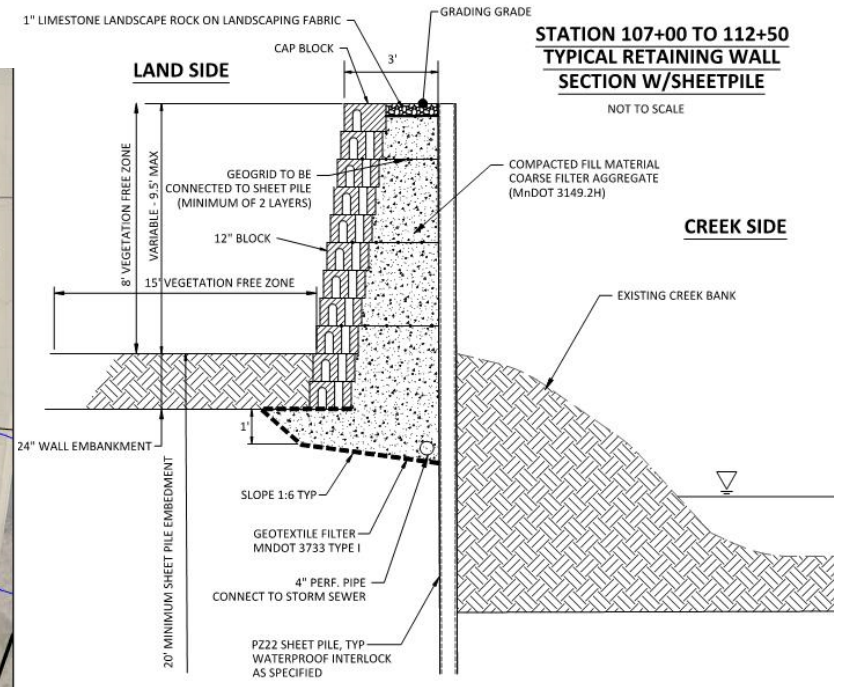 1" LIMESTONE LANDSCAPE ROCK ON LANDSCAPING FABRIC
GRADING GRADE
STATION 107+00 TO 112+50
TYPICAL RETAINING WALL
SECTION W/SHEETPILE
NOT TO SCALE
CAP BLOCK
3'
LAND SIDE
GEOGRID TO BE
CONNECTED TO SHEET PILE
(MINIMUM OF 2 LAYERS)
COMPACTED FILL MATERIAL
COARSE FILTER AGGREGATE
(MnDOT 3149.2H)
8' VEGETATION FREE ZONE
VARIABLE - 9.5' MAX
12" BLOCK
CREEK SIDE
15' VEGETATION FREE ZONE
EXISTING CREEK BANK
24" WALL EMBANKMENT
1'
20' MINIMUM SHEET PILE EMBEDMENT
SLOPE 1:6 TYP
GEOTEXTILE FILTER
MNDOT 3733 TYPE I
4" PERF. PIPE
CONNECT TO STORM SEWER
PZ22 SHEET PILE, TYP
WATERPROOF INTERLOCK
AS SPECIFIED